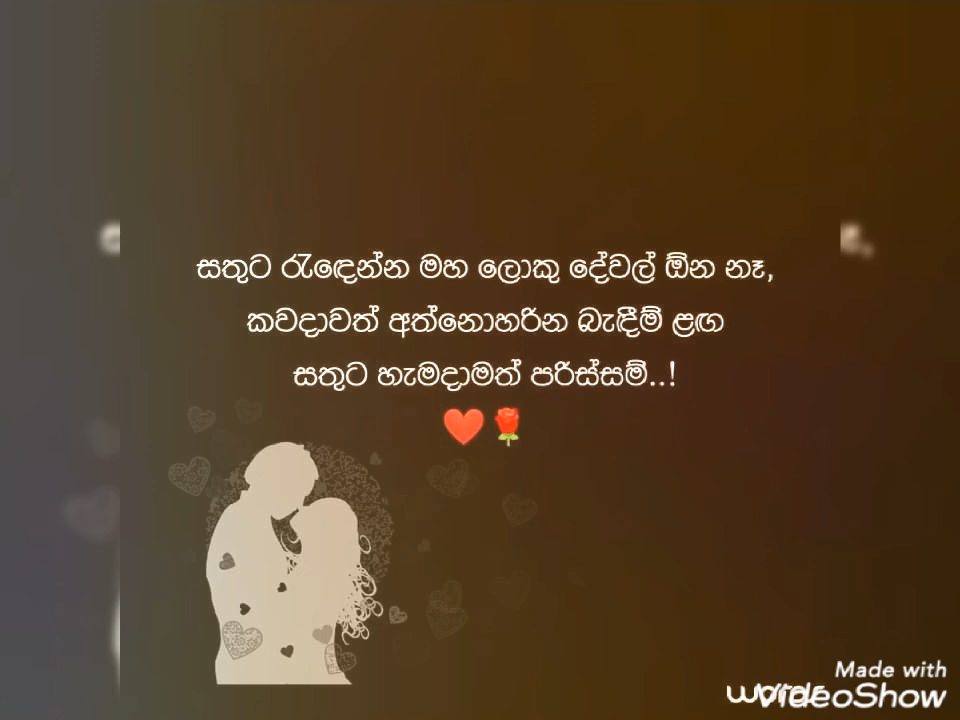 සතුට රැඳෙන්න මහ ලොකු දේවල් ඕන නෑ,
කවදාවත් අත්නොහරින බැඳීම් ළඟ
සතුට හැමදාමත් පරිස්සම්..!
❤️🌹
Made with
VideoShow